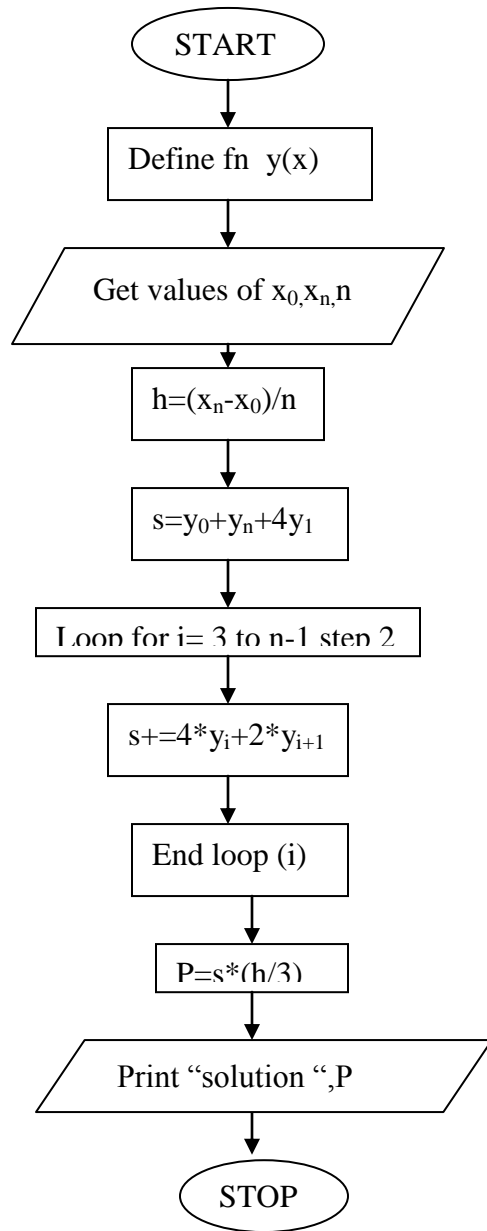 START
Define fn y(x)
Get values of x₀,xₙ,n
h=(xₙ-x₀)/n
s=y₀+yₙ+4y₁
Loop for i= 3 to n-1 step 2
s+=4*yᵢ+2*yᵢ₊₁
End loop (i)
P=s*(h/3)
Print “solution “,P
STOP